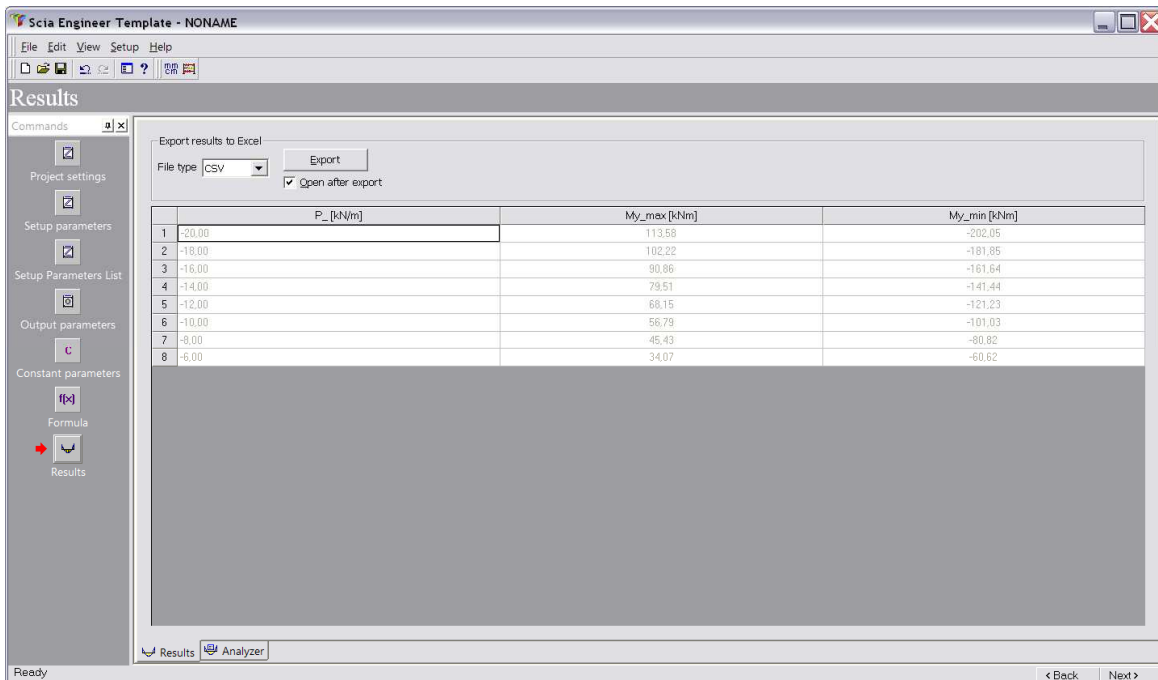 Scia Engineer Template - NONAME
File Edit View Setup Help
Results
Commands
Project settings
Setup parameters
Setup Parameters List
Output parameters
C
Constant parameters
f(x)
Formula
Results
Export results to Excel
File type CSV Export
Open after export
P_ [kN/m] My_max [kNm] My_min [kNm]
1 -20,00 113,58 -202,05
2 -18,00 102,22 -181,85
3 -16,00 90,86 -161,64
4 -14,00 79,51 -141,44
5 -12,00 68,15 -121,23
6 -10,00 56,79 -101,03
7 -8,00 45,43 -80,82
8 -6,00 34,07 -60,62
Results Analyzer
Ready < Back Next >